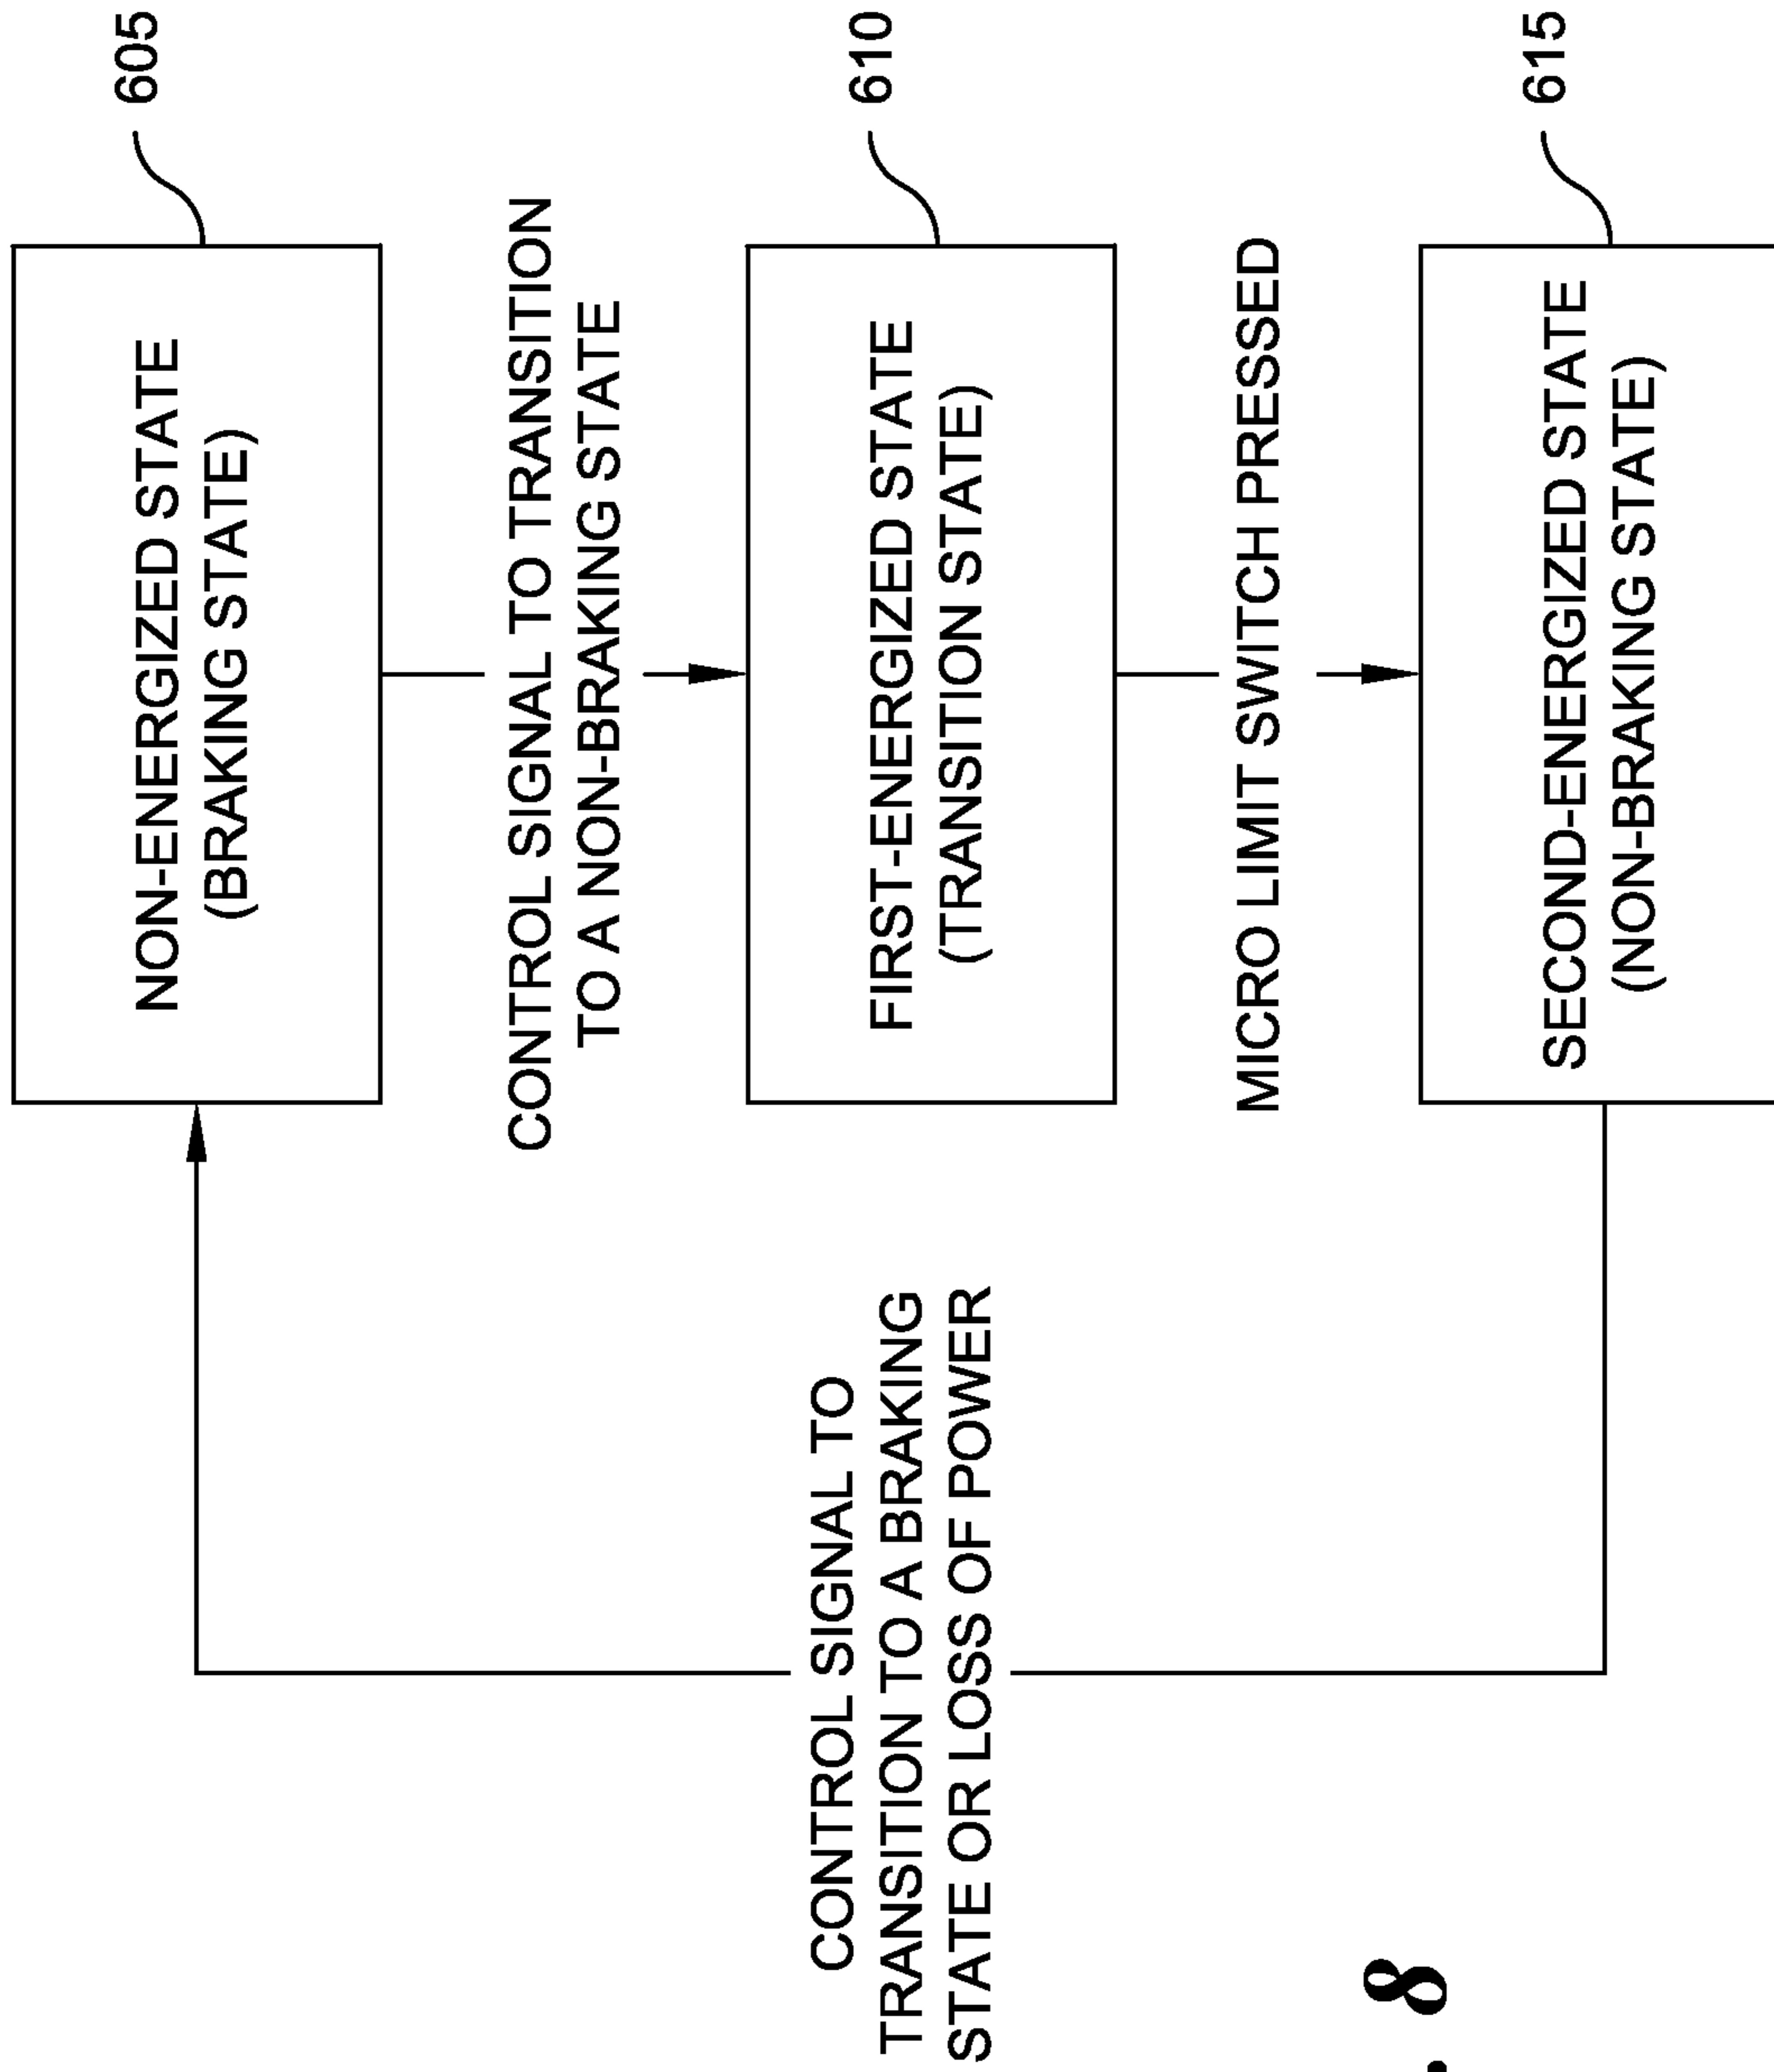 NON-ENERGIZED STATE
(BRAKING STATE)
605
CONTROL SIGNAL TO TRANSITION
TO A NON-BRAKING STATE
FIRST-ENERGIZED STATE
(TRANSITION STATE)
610
MICRO LIMIT SWITCH PRESSED
SECOND-ENERGIZED STATE
(NON-BRAKING STATE)
615
CONTROL SIGNAL TO
TRANSITION TO A BRAKING
STATE OR LOSS OF POWER
. 8